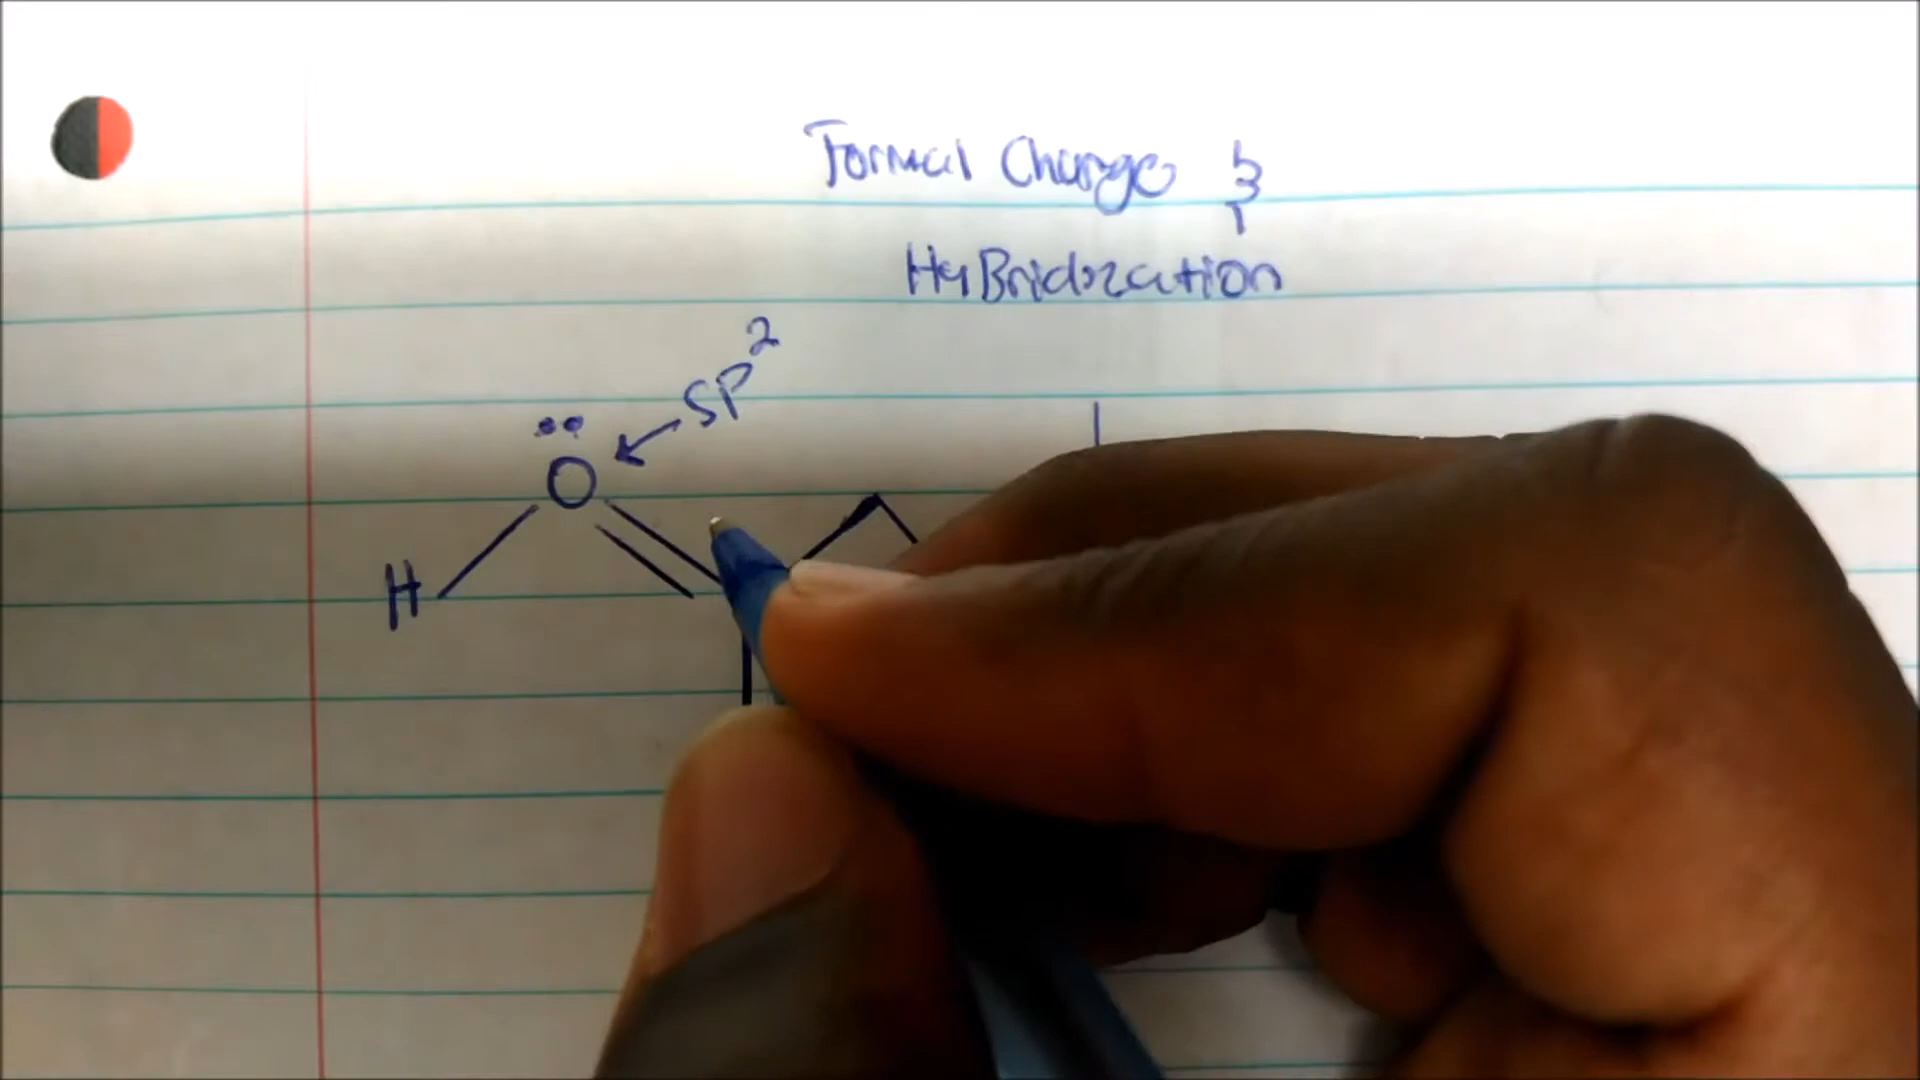 Formal Charge &
HyBridization
SP²
O
H